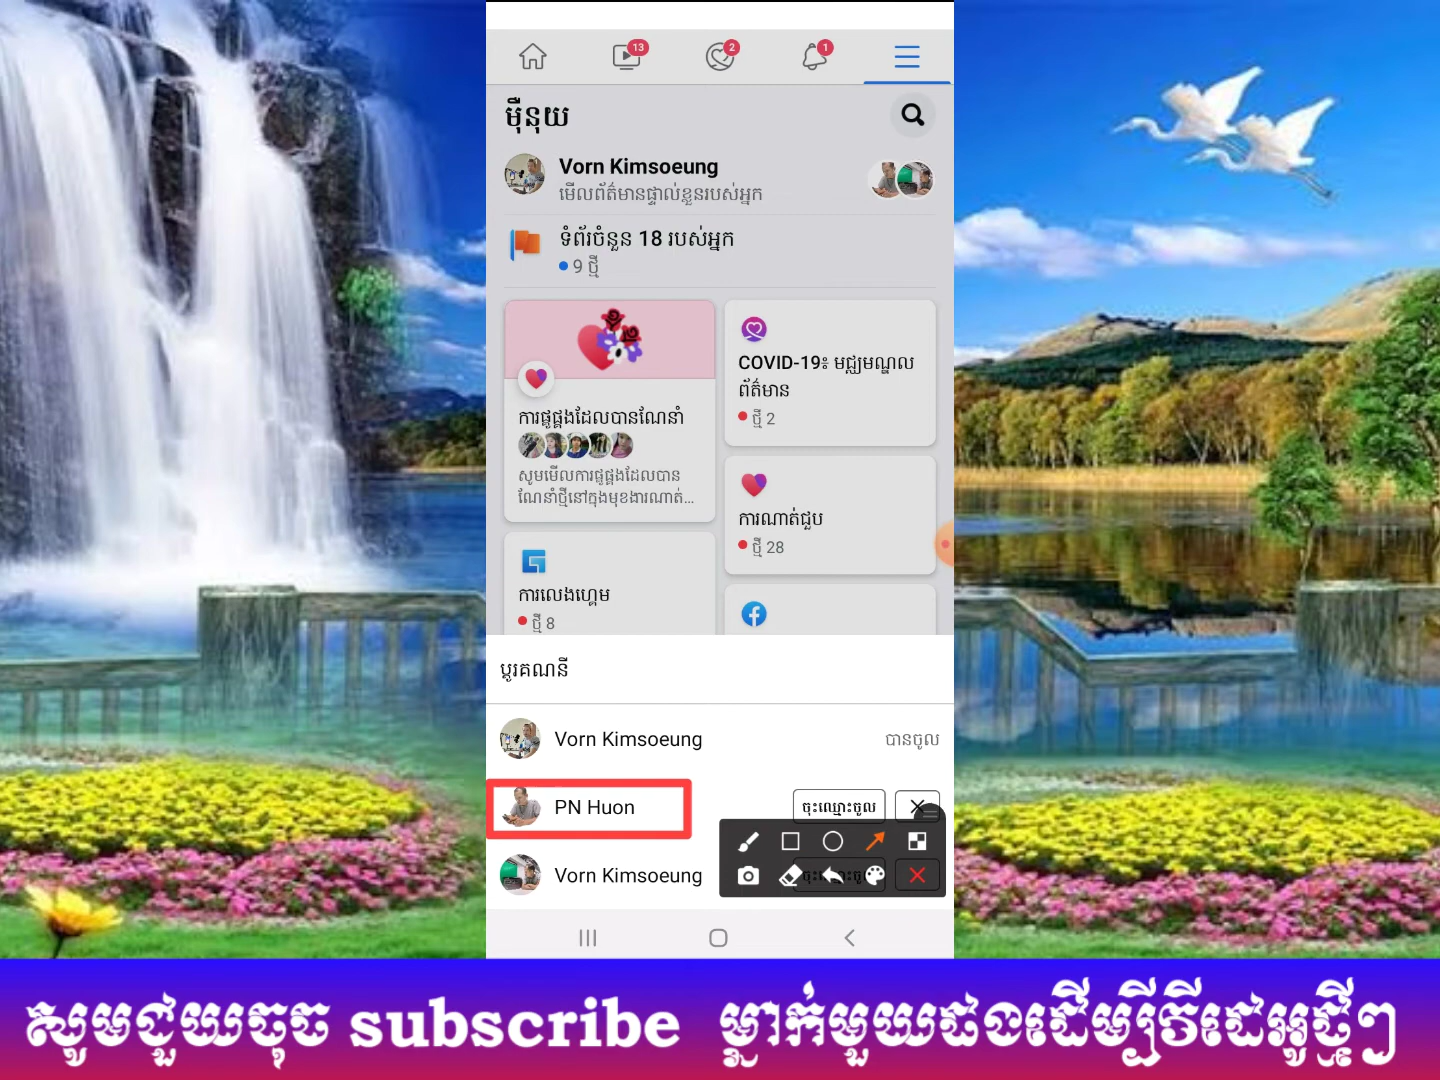 13
2
1
ម៉ឺនុយ
Vorn Kimsoeung
មើលព័ត៌មានផ្ទាល់ខ្លួនរបស់អ្នក
ទំព័រចំនួន 18 របស់អ្នក
9 ថ្មី
ការផ្គូផ្គងដែលបានណែនាំ
សូមមើលការផ្គូផ្គងដែលបាន
ណែនាំថ្មីនៅក្នុងមុខងារណាត់...
COVID-19៖ មជ្ឈមណ្ឌល
ព័ត៌មាន
ថ្មី 2
ការណាត់ជួប
ថ្មី 28
ការលេងហ្គេម
ថ្មី 8
ប្តូរគណនី
Vorn Kimsoeung
បានចូល
PN Huon
ចុះឈ្មោះចូល
Vorn Kimsoeung
ចុះឈ្មោះចូល
សូមជួយចុច subscribe ម្នាក់មួយផងដើម្បីវីដេអូថ្មីៗ